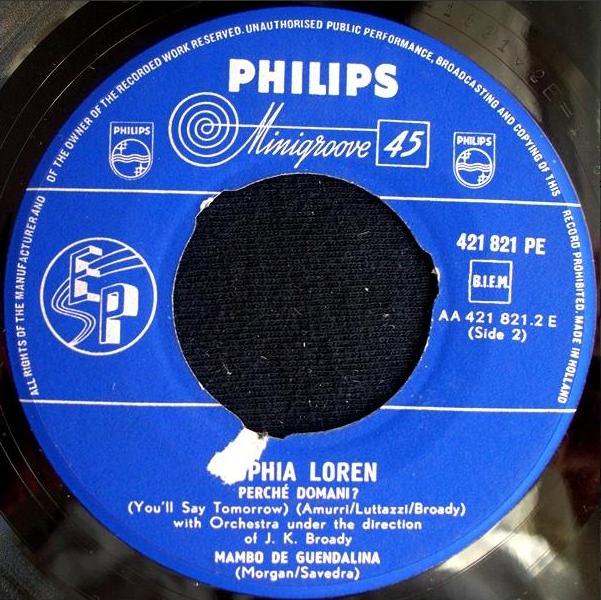 ALL RIGHTS OF THE MANUFACTURER AND OF THE OWNER OF THE RECORDED WORK RESERVED. UNAUTHORISED PUBLIC PERFORMANCE, BROADCASTING AND COPYING OF THIS RECORD PROHIBITED. MADE IN HOLLAND
PHILIPS
Minigroove 45
PHILIPS
PHILIPS
421 821 PE
B.I.E.M.
EP
AA 421 821.2 E
(Side 2)
PHIA LOREN
PERCHÉ DOMANI?
(You'll Say Tomorrow) (Amurri/Luttazzi/Broady)
with Orchestra under the direction
of J. K. Broady
MAMBO DE GUENDALINA
(Morgan/Savedra)